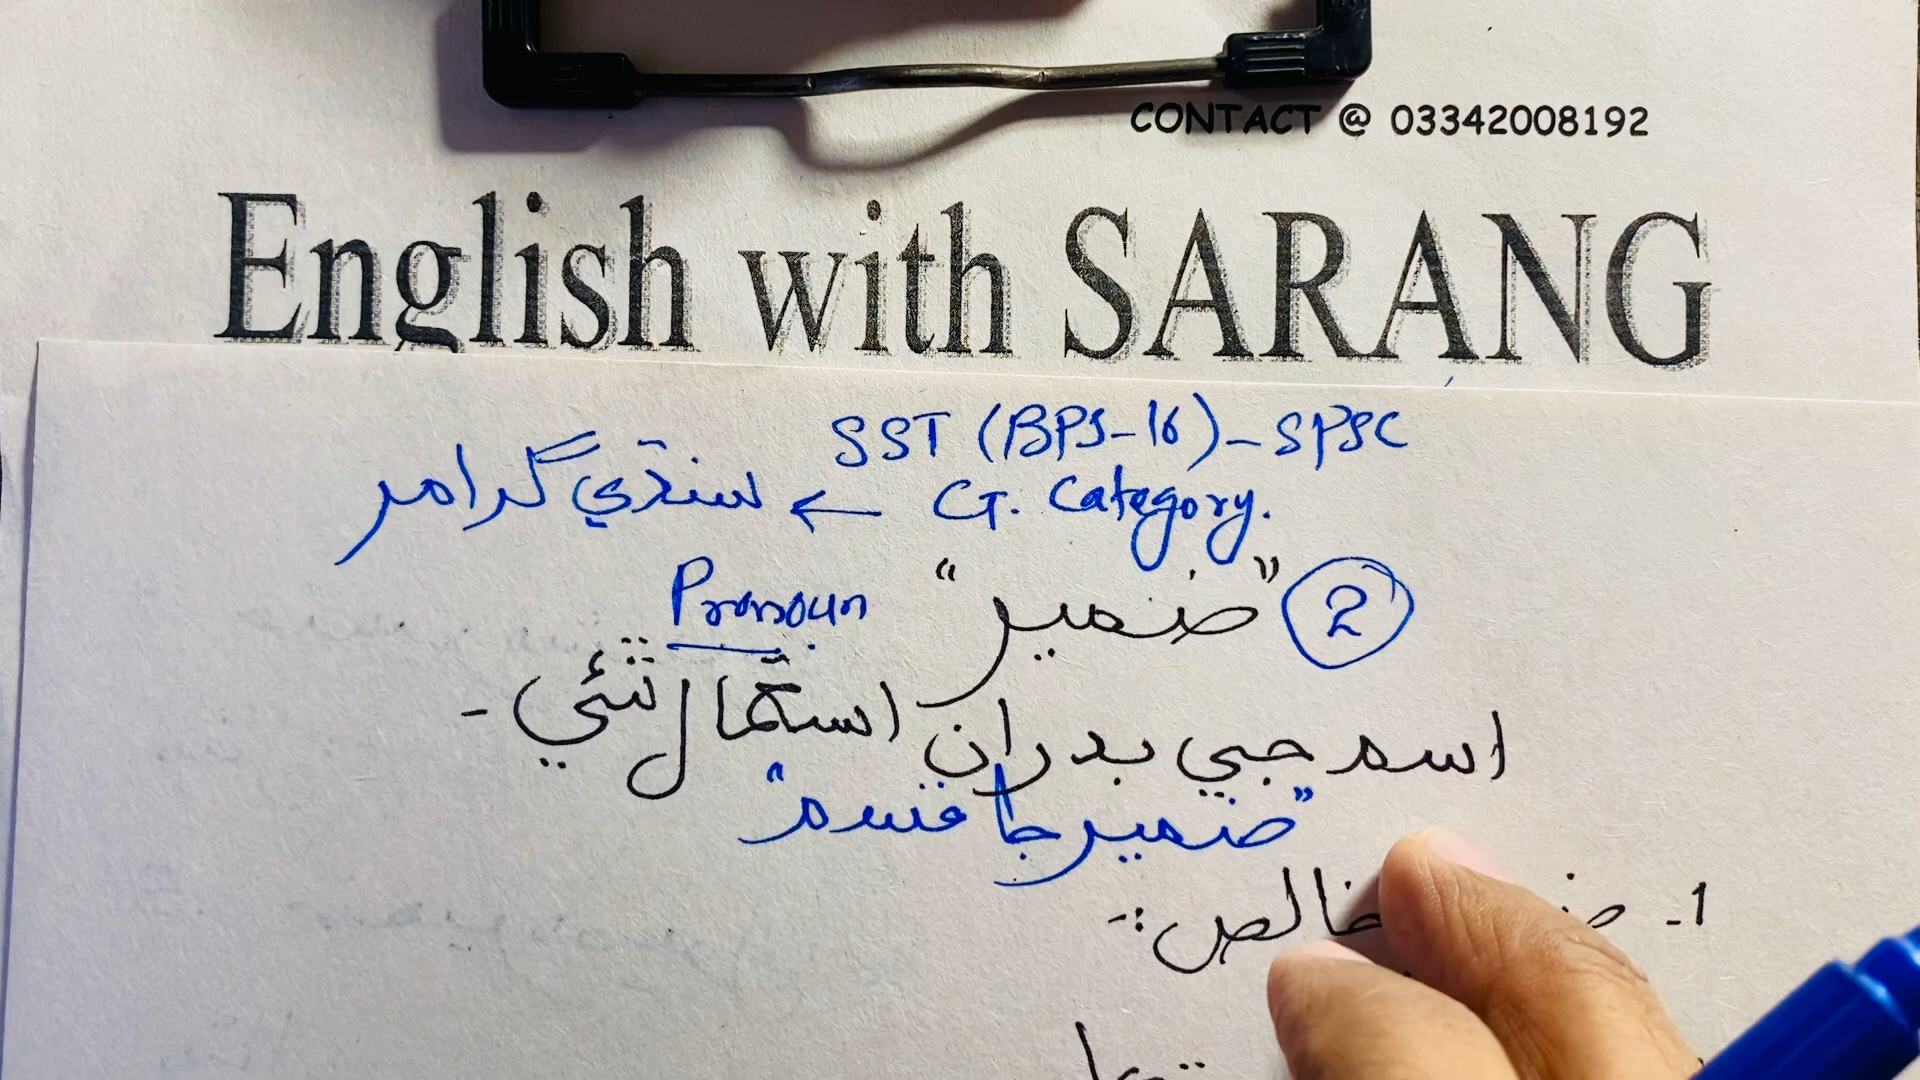 CONTACT @ 03342008192
English with SARANG
SST (BPS-16) - SPSC
G. Category. ← سنڌي گرامر
② "ضمير" Pronoun
اسم جي بدران استعمال ٿئي -
"ضمير جا قسم"
1- خالص :-